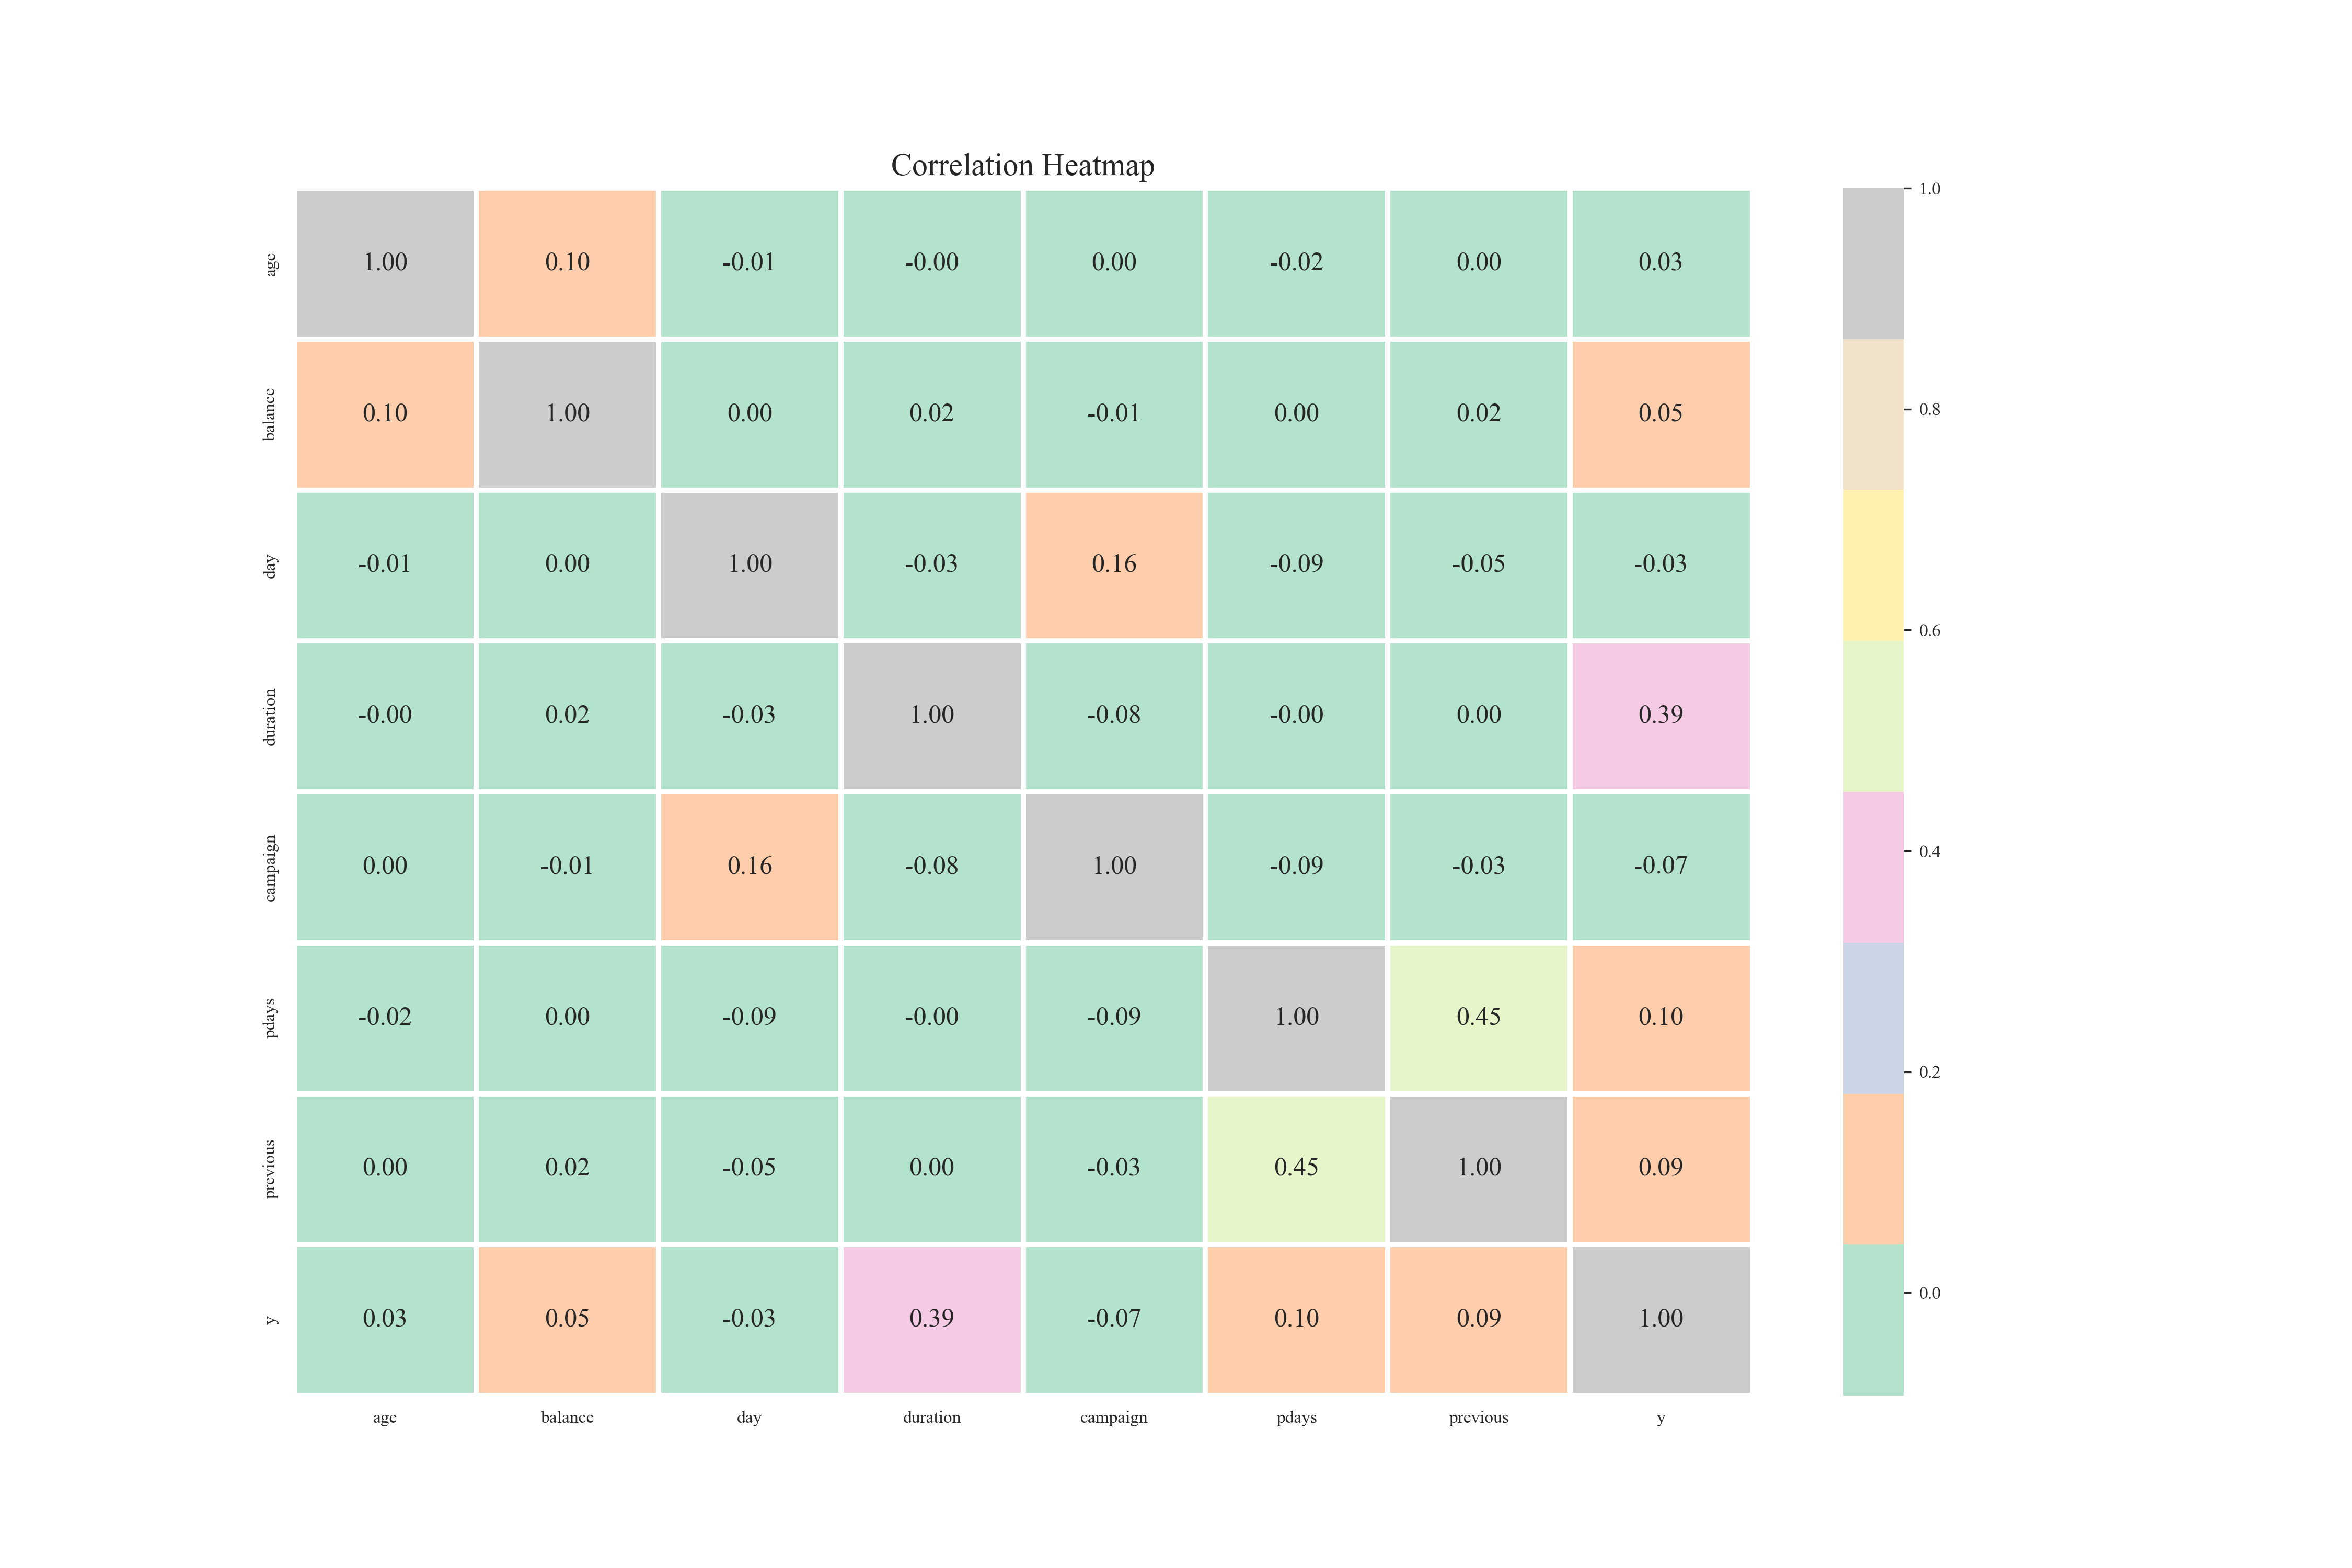 Correlation Heatmap
age 1.00 0.10 -0.01 -0.00 0.00 -0.02 0.00 0.03
balance 0.10 1.00 0.00 0.02 -0.01 0.00 0.02 0.05
day -0.01 0.00 1.00 -0.03 0.16 -0.09 -0.05 -0.03
duration -0.00 0.02 -0.03 1.00 -0.08 -0.00 0.00 0.39
campaign 0.00 -0.01 0.16 -0.08 1.00 -0.09 -0.03 -0.07
pdays -0.02 0.00 -0.09 -0.00 -0.09 1.00 0.45 0.10
previous 0.00 0.02 -0.05 0.00 -0.03 0.45 1.00 0.09
y 0.03 0.05 -0.03 0.39 -0.07 0.10 0.09 1.00
age balance day duration campaign pdays previous y
1.0
0.8
0.6
0.4
0.2
0.0